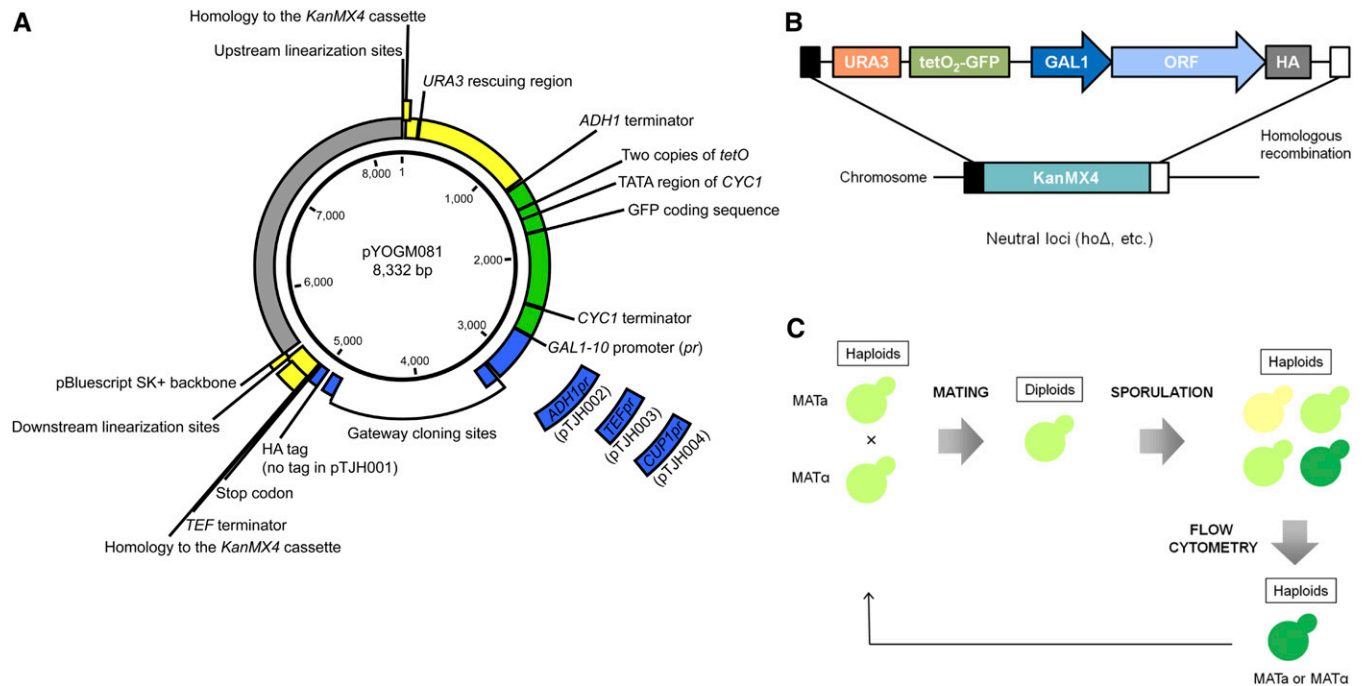 A
Homology to the KanMX4 cassette
Upstream linearization sites
URA3 rescuing region
ADH1 terminator
Two copies of tetO
TATA region of CYC1
GFP coding sequence
CYC1 terminator
GAL1-10 promoter (pr)
8,000
1
1,000
2,000
3,000
4,000
5,000
6,000
7,000
pYOGM081
8,332 bp
ADH1pr
(pTJH002)
TEFpr
(pTJH003)
CUP1pr
(pTJH004)
pBluescript SK+ backbone
Downstream linearization sites
Gateway cloning sites
HA tag
(no tag in pTJH001)
Stop codon
TEF terminator
Homology to the KanMX4 cassette
B
URA3
tetO₂-GFP
GAL1
ORF
HA
Homologous
recombination
Chromosome
KanMX4
Neutral loci (hoΔ, etc.)
C
Haploids
MATa
×
MATα
MATING
Diploids
SPORULATION
Haploids
FLOW
CYTOMETRY
Haploids
MATa or MATα